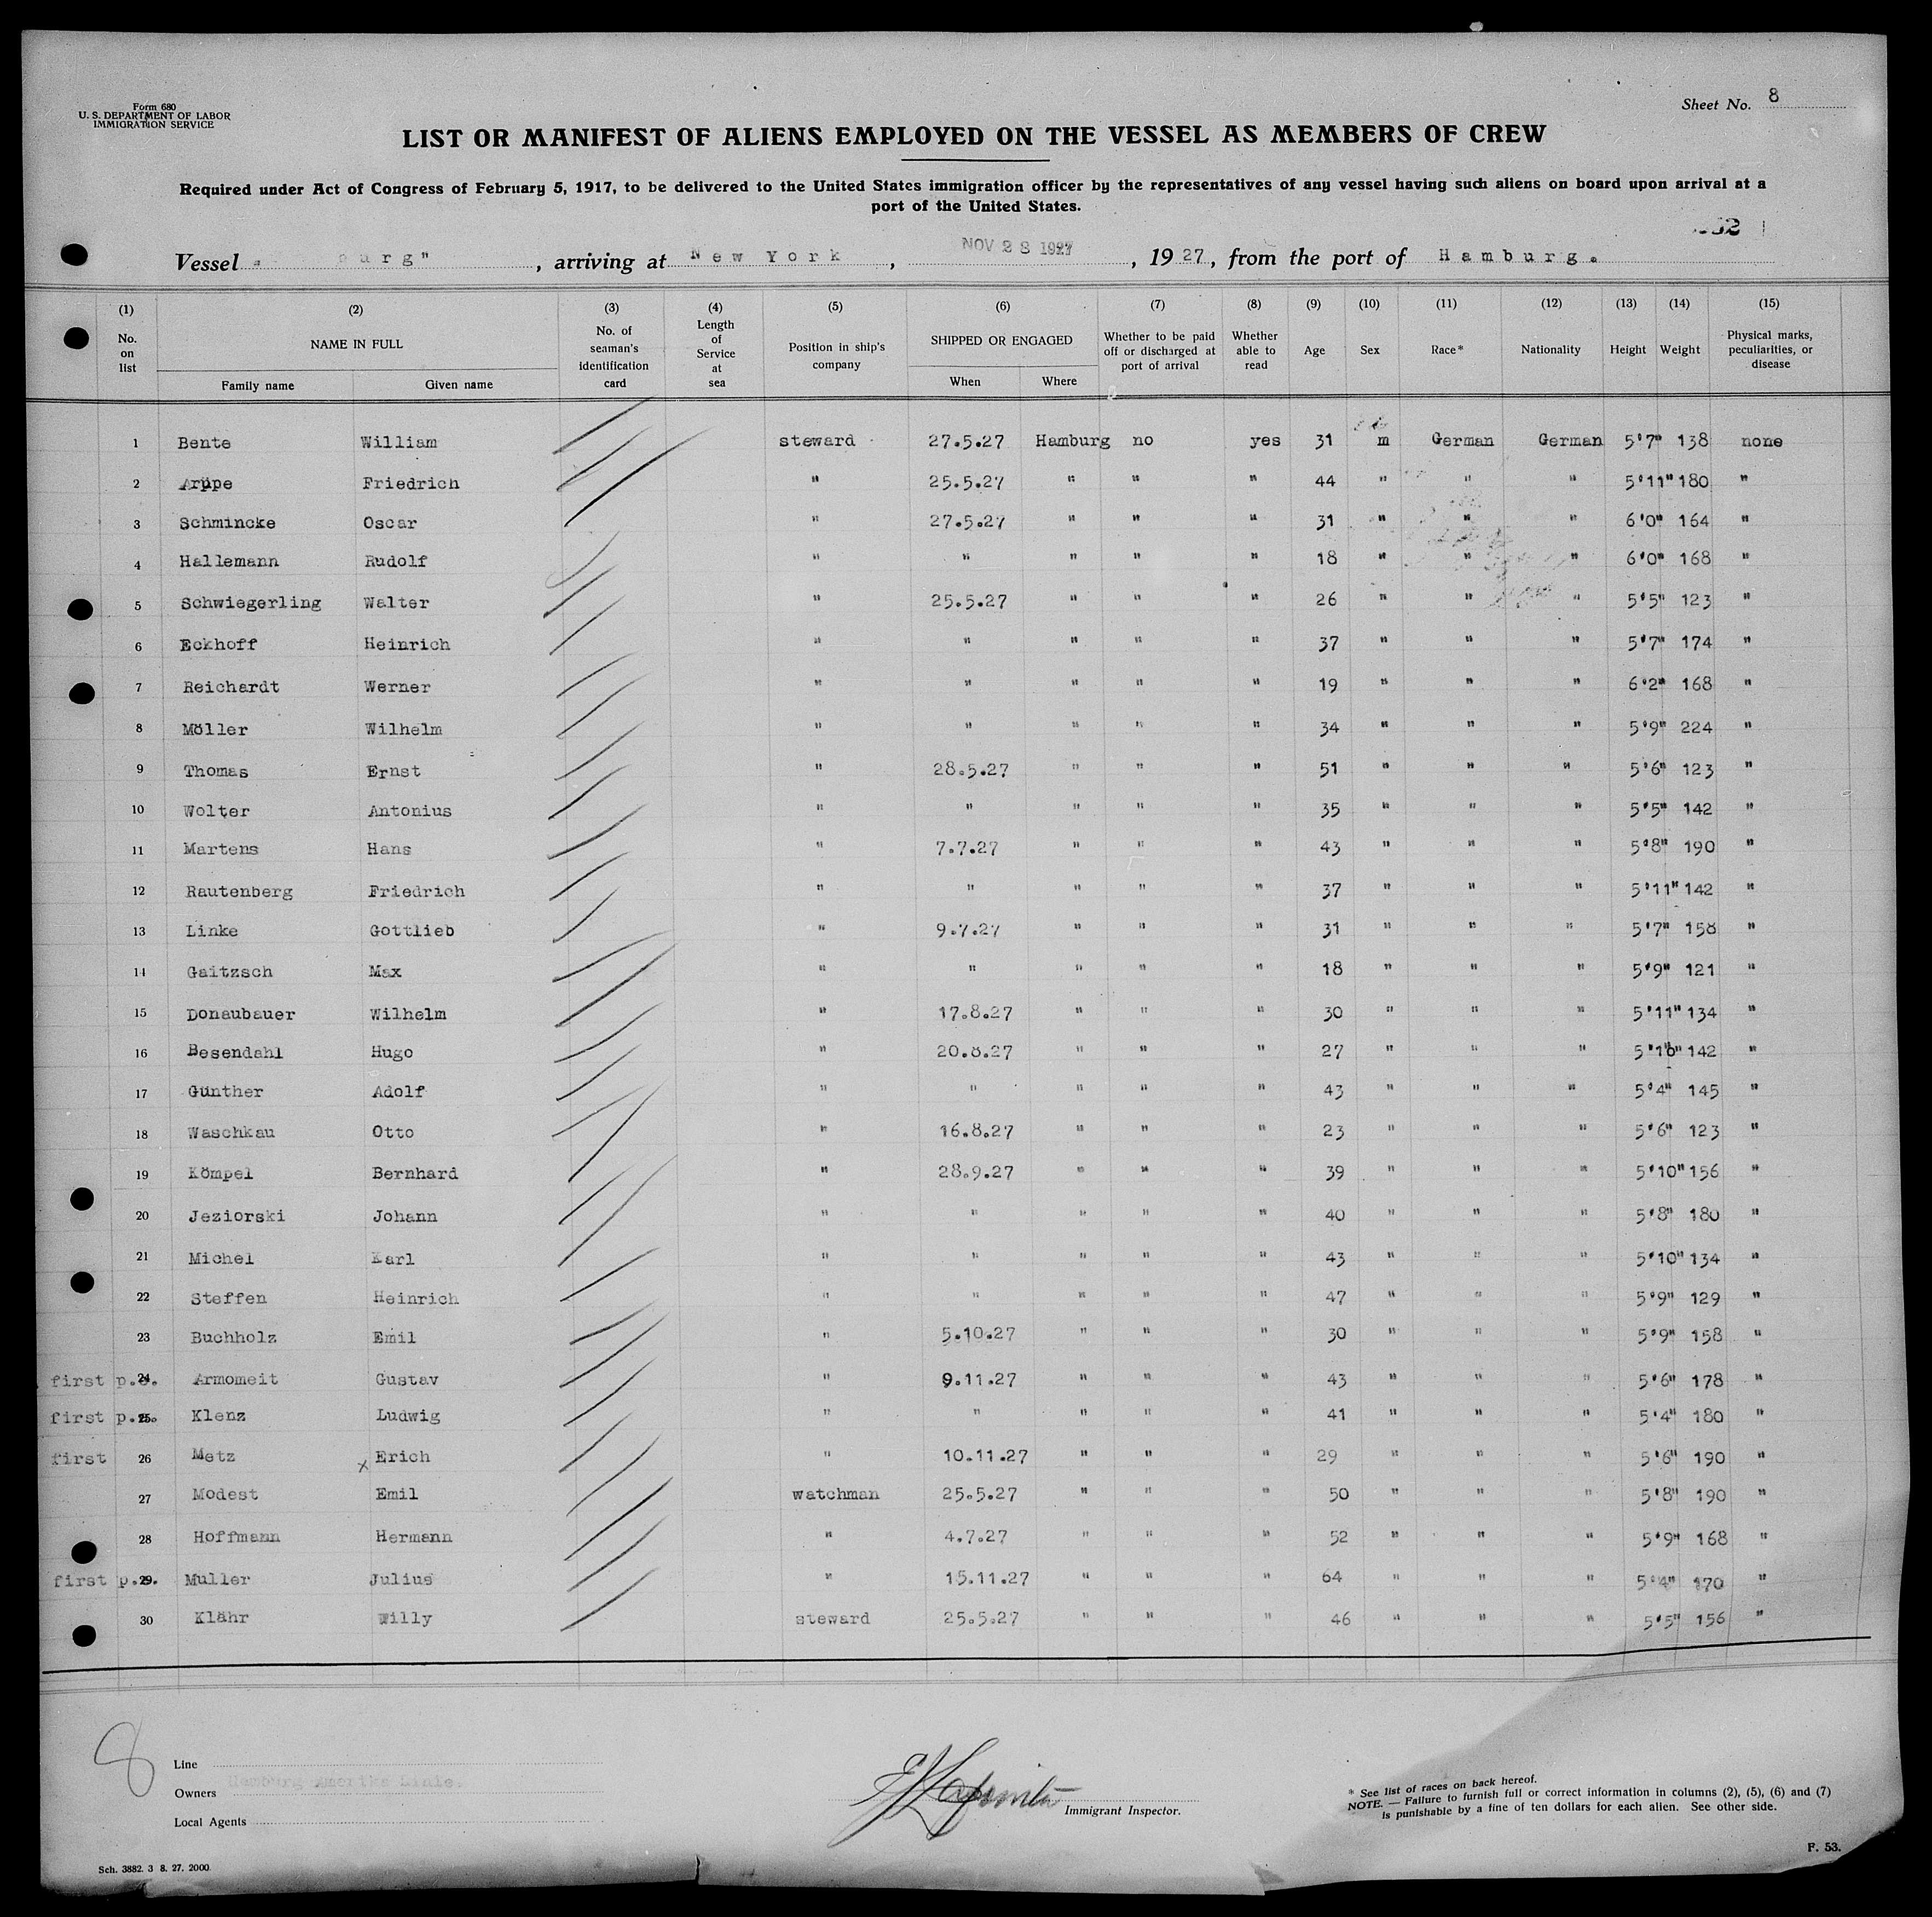 Form 680
U. S. DEPARTMENT OF LABOR
IMMIGRATION SERVICE
Sheet No. 8
LIST OR MANIFEST OF ALIENS EMPLOYED ON THE VESSEL AS MEMBERS OF CREW
Required under Act of Congress of February 5, 1917, to be delivered to the United States immigration officer by the representatives of any vessel having such aliens on board upon arrival at a
port of the United States.
Vessel urg", arriving at New York, NOV 28 1927, 1927, from the port of Hamburg.
(1) (2) (3) (4) (5) (6) (7) (8) (9) (10) (11) (12) (13) (14) (15)
No. on list NAME IN FULL Family name Given name No. of seaman's identification card Length of Service at sea Position in ship's company SHIPPED OR ENGAGED When Where Whether to be paid off or discharged at port of arrival Whether able to read Age Sex Race* Nationality Height Weight Physical marks, peculiarities, or disease
1 Bente William steward 27.5.27 Hamburg no yes 31 m German German 5'7" 138 none
2 Arppe Friedrich " 25.5.27 " " " 44 " " " 5'11" 180 "
3 Schmincke Oscar " 27.5.27 " " " 31 " " " 6'0" 164 "
4 Hallemann Rudolf " " " " " 18 " " " 6'0" 168 "
5 Schwiegerling Walter " 25.5.27 " " " 26 " " " 5'5" 123 "
6 Eckhoff Heinrich " " " " " 37 " " " 5'7" 174 "
7 Reichardt Werner " " " " " 19 " " " 6'2" 168 "
8 Möller Wilhelm " " " " " 34 " " " 5'9" 224 "
9 Thomas Ernst " 28.5.27 " " " 51 " " " 5'6" 123 "
10 Wolter Antonius " " " " " 35 " " " 5'5" 142 "
11 Martens Hans " 7.7.27 " " " 43 " " " 5'8" 190 "
12 Rautenberg Friedrich " " " " " 37 " " " 5'11" 142 "
13 Linke Gottlieb " 9.7.27 " " " 31 " " " 5'7" 158 "
14 Gaitzsch Max " " " " " 18 " " " 5'9" 121 "
15 Donaubauer Wilhelm " 17.8.27 " " " 30 " " " 5'11" 134 "
16 Besendahl Hugo " 20.8.27 " " " 27 " " " 142 "
17 Günther Adolf " " " " " 43 " " " 5'4" 145 "
18 Waschkau Otto " 16.8.27 " " " 23 " " " 5'6" 123 "
19 Kömpel Bernhard " 28.9.27 " " " 39 " " " 5'10" 156 "
20 Jeziorski Johann " " " " " 40 " " " 5'8" 180 "
21 Michel Karl " " " " " 43 " " " 5'10" 134 "
22 Steffen Heinrich " " " " " 47 " " " 5'9" 129 "
23 Buchholz Emil " 5.10.27 " " " 30 " " " 5'9" 158 "
first p. 24 Armomeit Gustav " 9.11.27 " " " 43 " " " 5'6" 178 "
first p. 25 Klenz Ludwig " " " " " 41 " " " 5'4" 180 "
first 26 Metz x Erich " 10.11.27 " " " 29 " " " 5'6" 190 "
27 Modest Emil watchman 25.5.27 " " " 50 " " " 5'8" 190 "
28 Hoffmann Hermann " 4.7.27 " " " 52 " " " 5'9" 168 "
first p. 29 Muller Julius " 15.11.27 " " " 64 " " " 5'4" 170 "
30 Klähr Willy steward 25.5.27 " " " 46 " " " 5'5" 156 "
8
Line
Owners Hamburg Amerika Linie.
Local Agents
Immigrant Inspector.
* See list of races on back hereof.
NOTE. — Failure to furnish full or correct information in columns (2), (5), (6) and (7)
is punishable by a fine of ten dollars for each alien. See other side.
Sch. 3882. 3 8. 27. 2000
F. 53.